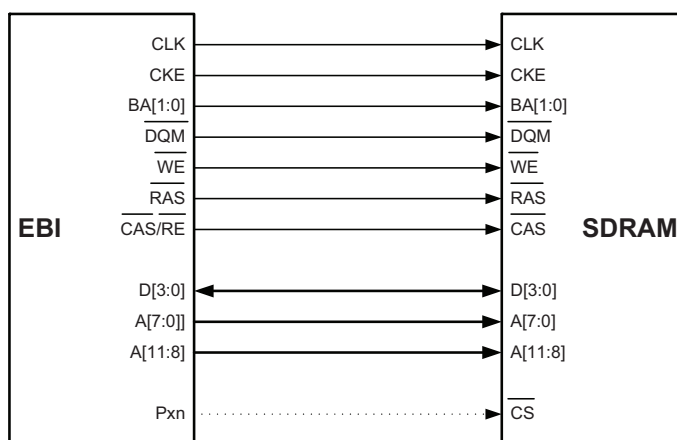 CLK CLK
CKE CKE
BA[1:0] BA[1:0]
DQM DQM
WE WE
RAS RAS
EBI CAS/RE CAS SDRAM
D[3:0] D[3:0]
A[7:0]] A[7:0]
A[11:8] A[11:8]
Pxn CS